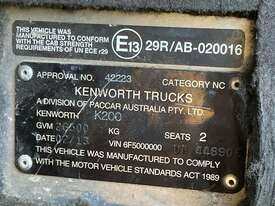 THIS VEHICLE WAS
MANUFACTURED TO CONFORM
WITH THE CAB STRENGTH
REQUIREMENTS OF UN ECE r29
E13 29R/AB-020016
APPROVAL NO. 42223 CATEGORY NC
KENWORTH TRUCKS
A DIVISION OF PACCAR AUSTRALIA PTY. LTD.
KENWORTH K200
GVM KG SEATS 2
DATE 02/13 VIN 6F5000000
THIS VEHICLE WAS MANUFACTURED TO COMPLY
WITH THE MOTOR VEHICLE STANDARDS ACT 1989